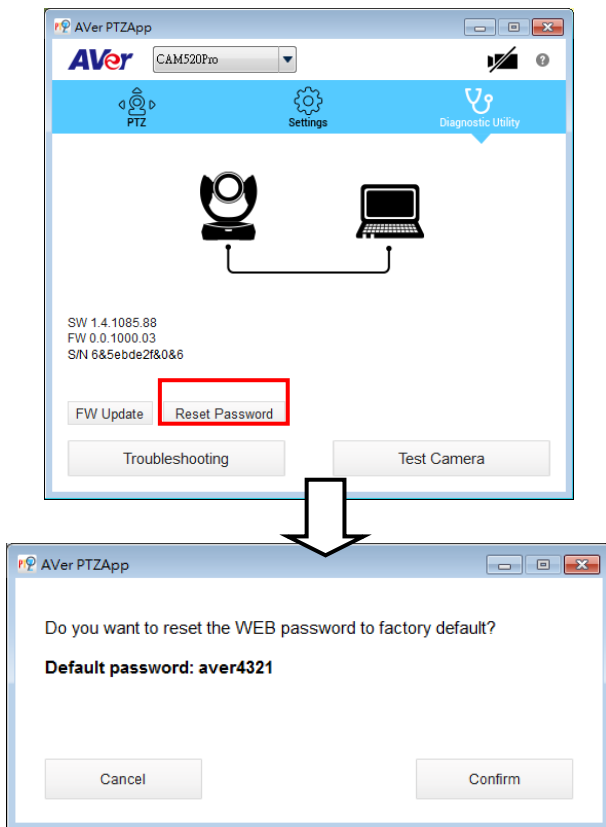 AVer PTZApp
AVer CAM520Pro ?
PTZ Settings Diagnostic Utility
SW 1.4.1085.88
FW 0.0.1000.03
S/N 6&5ebde2f&0&6
FW Update Reset Password
Troubleshooting Test Camera
AVer PTZApp
Do you want to reset the WEB password to factory default?
Default password: aver4321
Cancel Confirm